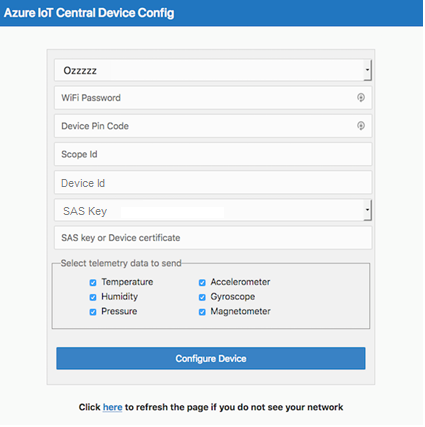 Azure IoT Central Device Config
Ozzzzz
WiFi Password
Device Pin Code
Scope Id
Device Id
SAS Key
SAS key or Device certificate
Select telemetry data to send
Temperature Accelerometer
Humidity Gyroscope
Pressure Magnetometer
Configure Device
Click here to refresh the page if you do not see your network